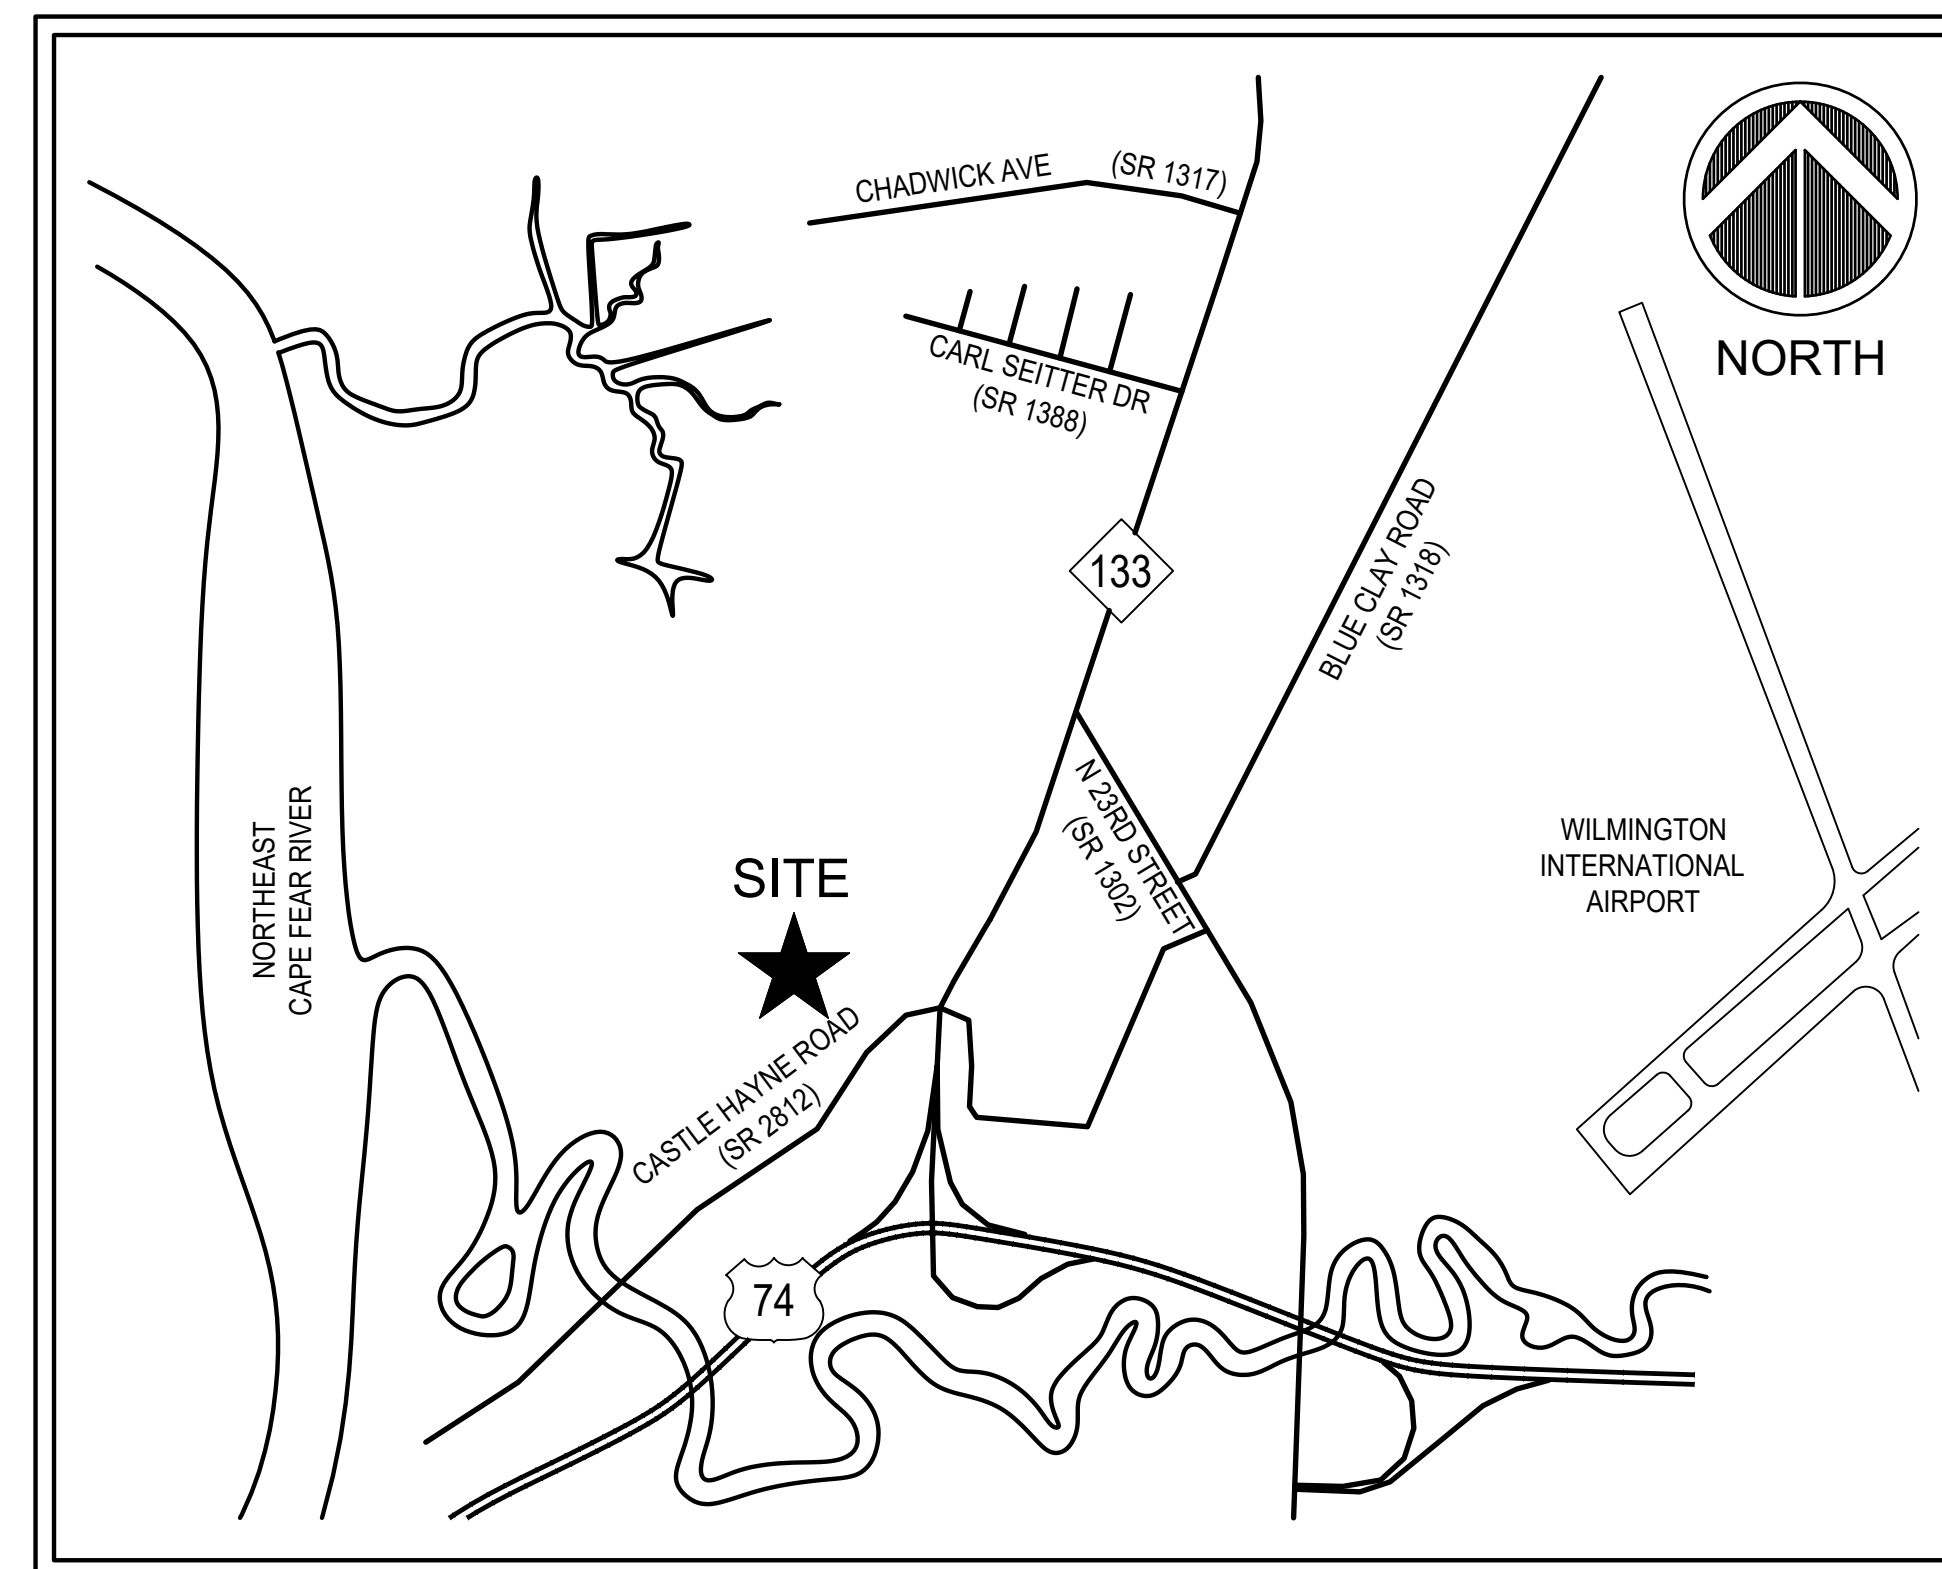 CHADWICK AVE (SR 1317)
NORTH
CARL SEITTER DR
(SR 1388)
133
BLUE CLAY ROAD
(SR 1318)
N 23RD STREET
(SR 1302)
WILMINGTON
INTERNATIONAL
AIRPORT
NORTHEAST
CAPE FEAR RIVER
SITE
CASTLE HAYNE ROAD
(SR 2812)
74